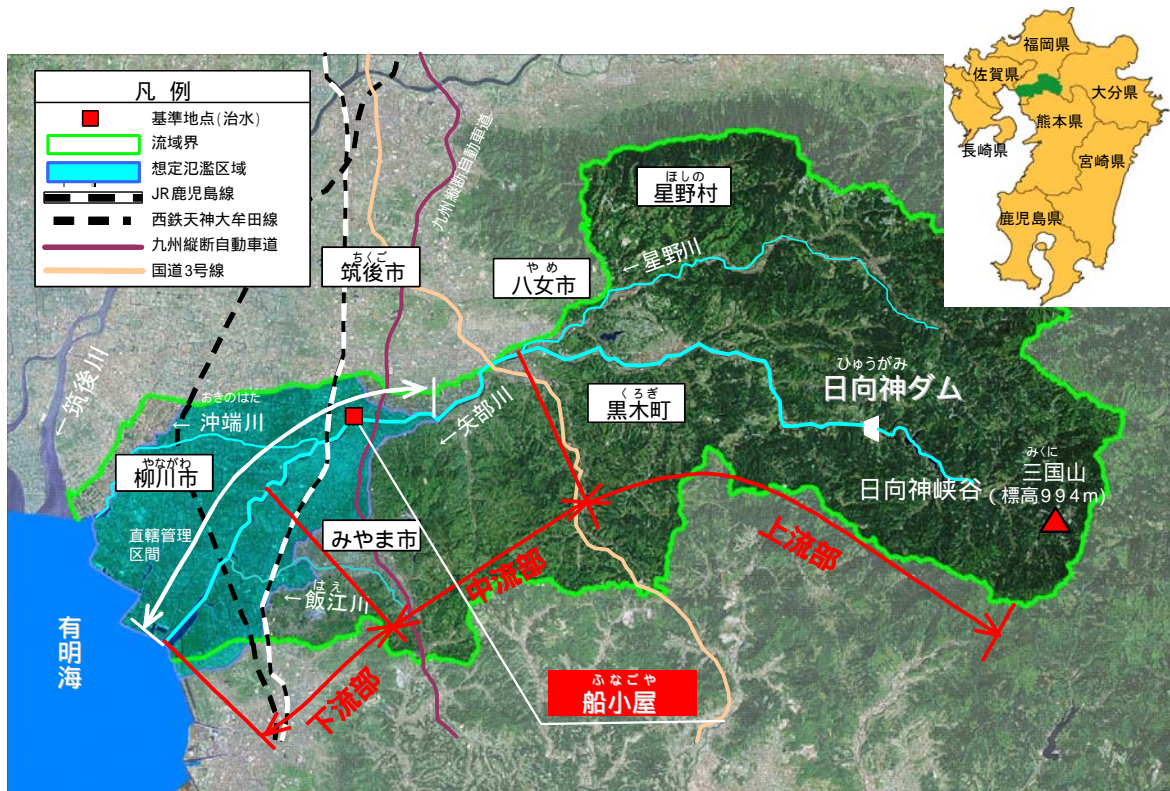 凡 例
基準地点(治水)
流域界
想定氾濫区域
JR鹿児島線
西鉄天神大牟田線
九州縦断自動車道
国道3号線
福岡県
佐賀県
大分県
熊本県
長崎県
宮崎県
鹿児島県
九州縦断自動車道
ほしの
星野村
ちくご
筑後市
やめ
八女市
←星野川
←筑後川
おきのはた
←沖端川
←矢部川
くろぎ
黒木町
ひゅうがみ
日向神ダム
やながわ
柳川市
日向神峡谷
みくに
三国山
(標高994m)
直轄管理
区間
みやま市
はえ
←飯江川
上流部
中流部
下流部
有明海
ふなごや
船小屋